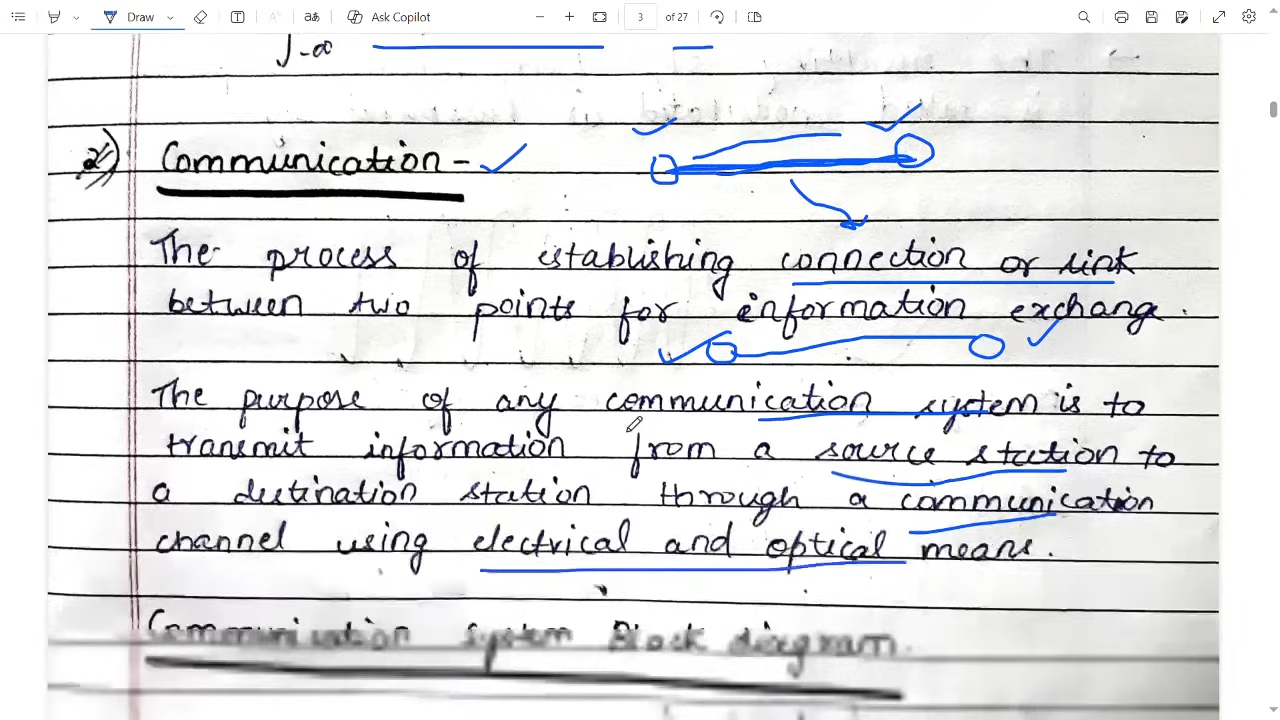 Draw
Ask Copilot
3 of 27
∫-∞
2) Communication -
The process of establishing connection or link
between two points for information exchange.
The purpose of any communication system is to
transmit information from a source station to
a destination station through a communication
channel using electrical and optical means.
Communication system Block diagram.